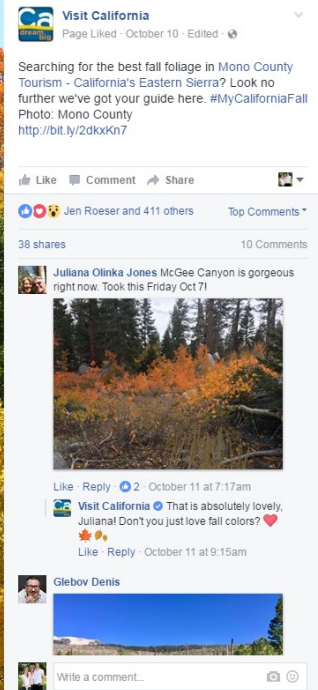 Ca
dream
big
Visit California
Page Liked · October 10 · Edited ·
Searching for the best fall foliage in Mono County
Tourism - California's Eastern Sierra? Look no
further we've got your guide here. #MyCaliforniaFall
Photo: Mono County
http://bit.ly/2dkxKn7
Like Comment Share
Jen Roeser and 411 others Top Comments
38 shares 10 Comments
Juliana Olinka Jones McGee Canyon is gorgeous
right now. Took this Friday Oct 7!
Like · Reply · 2 · October 11 at 7:17am
Ca
Visit California That is absolutely lovely,
Juliana! Don't you just love fall colors? ❤️
🍁🍂
Like · Reply · October 11 at 9:15am
Glebov Denis
Write a comment...